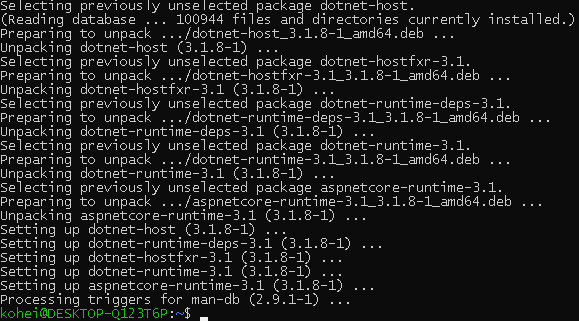 Selecting previously unselected package dotnet-host.
(Reading database ... 100944 files and directories currently installed.)
Preparing to unpack .../dotnet-host_3.1.8-1_amd64.deb ...
Unpacking dotnet-host (3.1.8-1) ...
Selecting previously unselected package dotnet-hostfxr-3.1.
Preparing to unpack .../dotnet-hostfxr-3.1_3.1.8-1_amd64.deb ...
Unpacking dotnet-hostfxr-3.1 (3.1.8-1) ...
Selecting previously unselected package dotnet-runtime-deps-3.1.
Preparing to unpack .../dotnet-runtime-deps-3.1_3.1.8-1_amd64.deb ...
Unpacking dotnet-runtime-deps-3.1 (3.1.8-1) ...
Selecting previously unselected package dotnet-runtime-3.1.
Preparing to unpack .../dotnet-runtime-3.1_3.1.8-1_amd64.deb ...
Unpacking dotnet-runtime-3.1 (3.1.8-1) ...
Selecting previously unselected package aspnetcore-runtime-3.1.
Preparing to unpack .../aspnetcore-runtime-3.1_3.1.8-1_amd64.deb ...
Unpacking aspnetcore-runtime-3.1 (3.1.8-1) ...
Setting up dotnet-host (3.1.8-1) ...
Setting up dotnet-runtime-deps-3.1 (3.1.8-1) ...
Setting up dotnet-hostfxr-3.1 (3.1.8-1) ...
Setting up dotnet-runtime-3.1 (3.1.8-1) ...
Setting up aspnetcore-runtime-3.1 (3.1.8-1) ...
Processing triggers for man-db (2.9.1-1) ...
kohei@DESKTOP-Q123T6P:~$